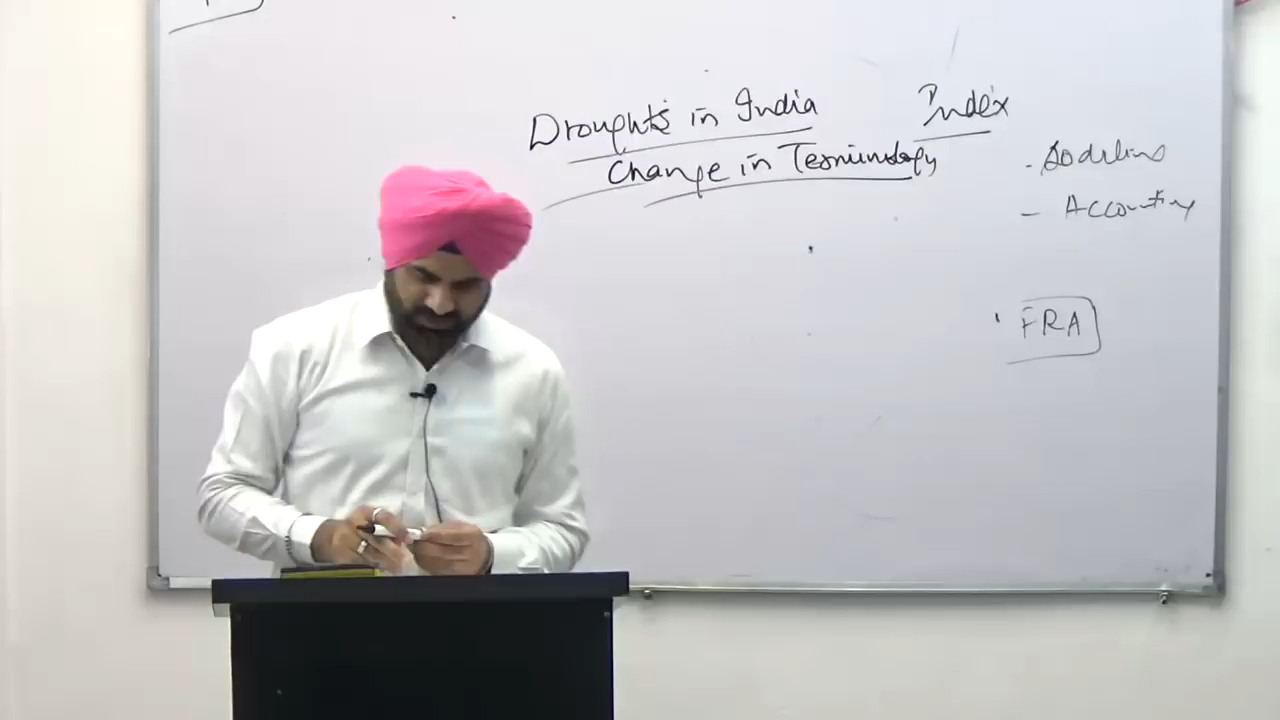 Droughts in India
Index
Change in Terminology
- Accounting
FRA